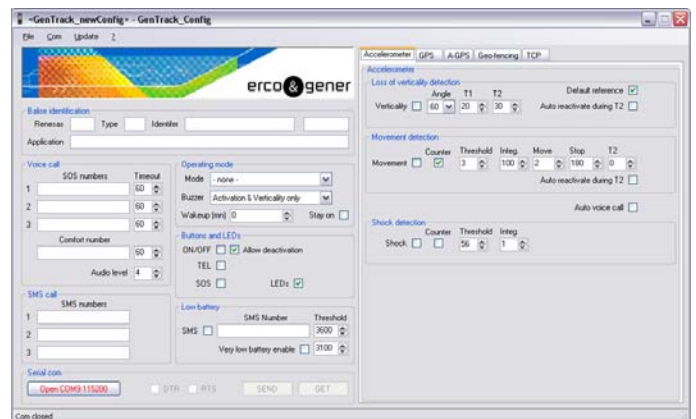 <GenTrack_newConfig> - GenTrack_Config
File Com Update ?
erco&gener
Balise identification
Renesas Type Identifier
Application
Voice call
SOS numbers Timeout
1 60
2 60
3 60
Comfort number
60
Audio level 4
SMS call
SMS numbers
1
2
3
Serial com
Open COM9 115200 DTR RTS SEND GET
Com closed
Operating mode
Mode - none -
Buzzer Activation & Verticality only
Wakeup (mn) 0 Stay on
Buttons and LEDs
ON/OFF Allow deactivation
TEL
SOS LEDs
Low battery
SMS Number Threshold
SMS 3600
Very low battery enable 3100
Accelerometer GPS A-GPS Geofencing TCP
Accelerometer
Loss of verticality detection
Angle T1 T2 Default reference
Verticality 60 20 30 Auto reactivate during T2
Movement detection
Counter Threshold Integ. Move Stop T2
Movement 3 100 2 180 0
Auto reactivate during T2
Auto voice call
Shock detection
Counter Threshold Integ.
Shock 56 1